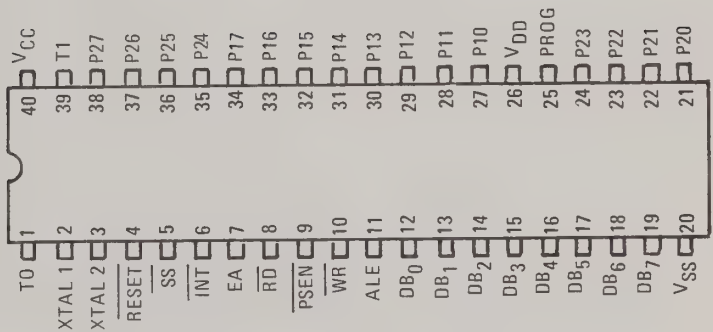 TO 1 40 VCC
XTAL 1 2 39 T1
XTAL 2 3 38 P27
RESET 4 37 P26
SS 5 36 P25
INT 6 35 P24
EA 7 34 P17
RD 8 33 P16
PSEN 9 32 P15
WR 10 31 P14
ALE 11 30 P13
DB0 12 29 P12
DB1 13 28 P11
DB2 14 27 P10
DB3 15 26 VDD
DB4 16 25 PROG
DB5 17 24 P23
DB6 18 23 P22
DB7 19 22 P21
VSS 20 21 P20